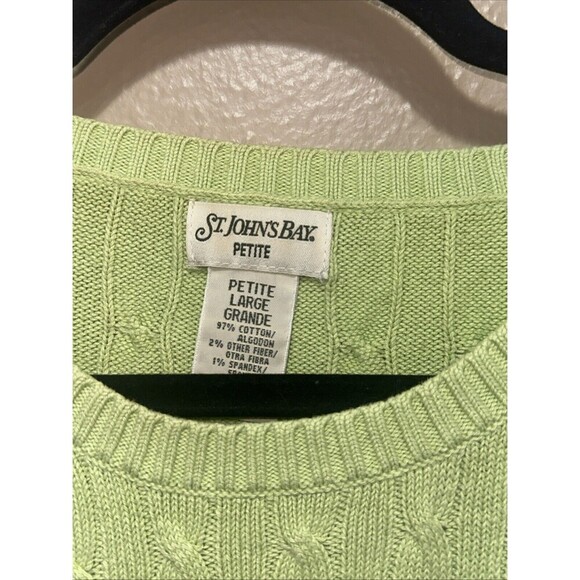 ST. JOHN'S BAY.
PETITE
PETITE
LARGE
GRANDE
97% COTTON/
ALGODON
2% OTHER FIBER/
OTRA FIBRA
1% SPANDEX/